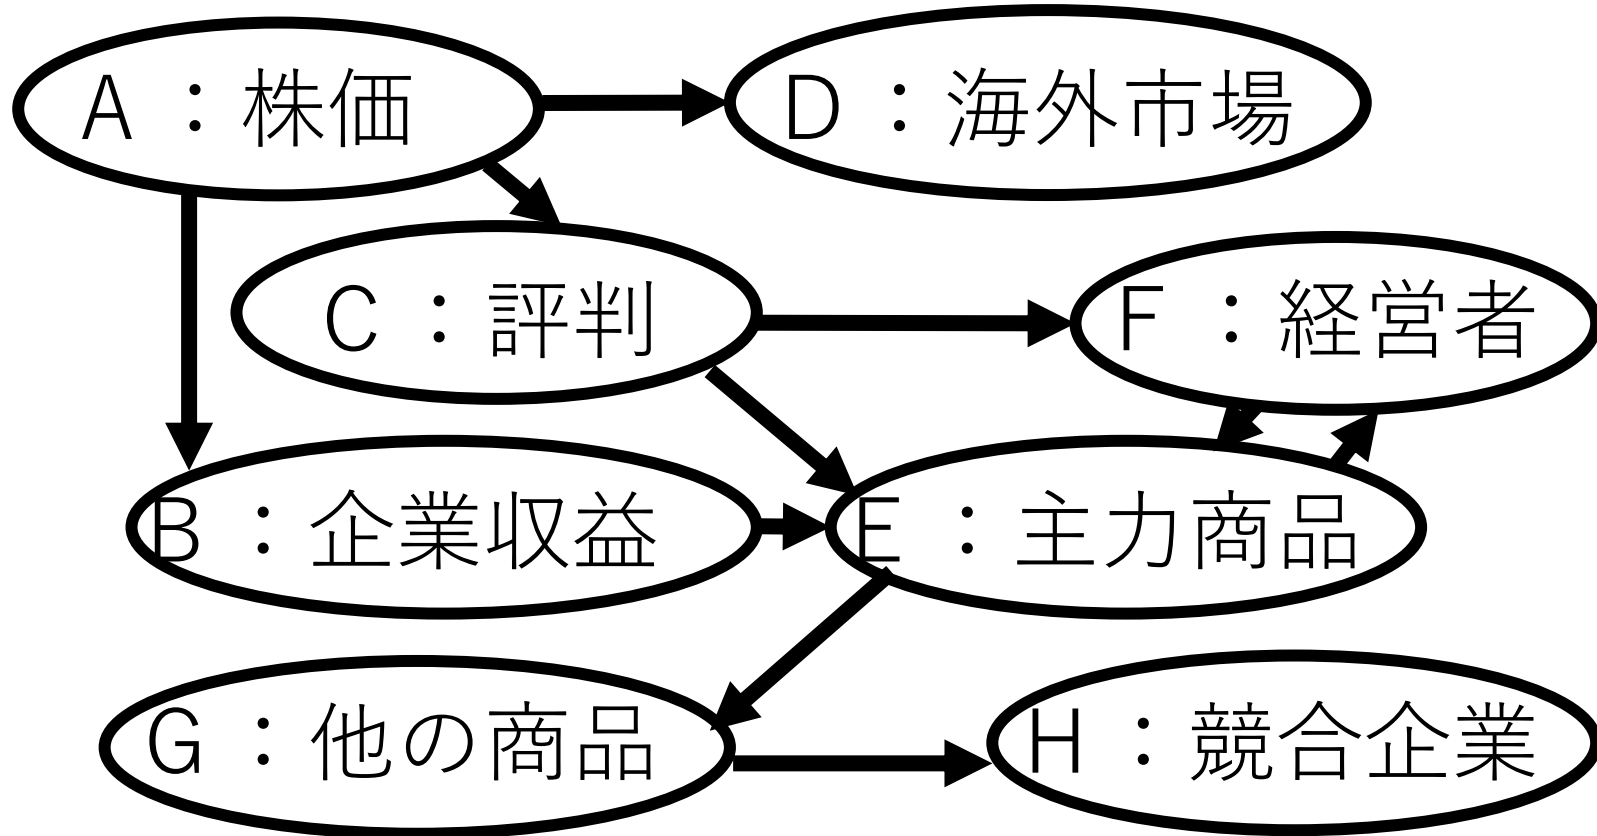 A：株価
D：海外市場
C：評判
F：経営者
B：企業収益
E：主力商品
G：他の商品
H：競合企業